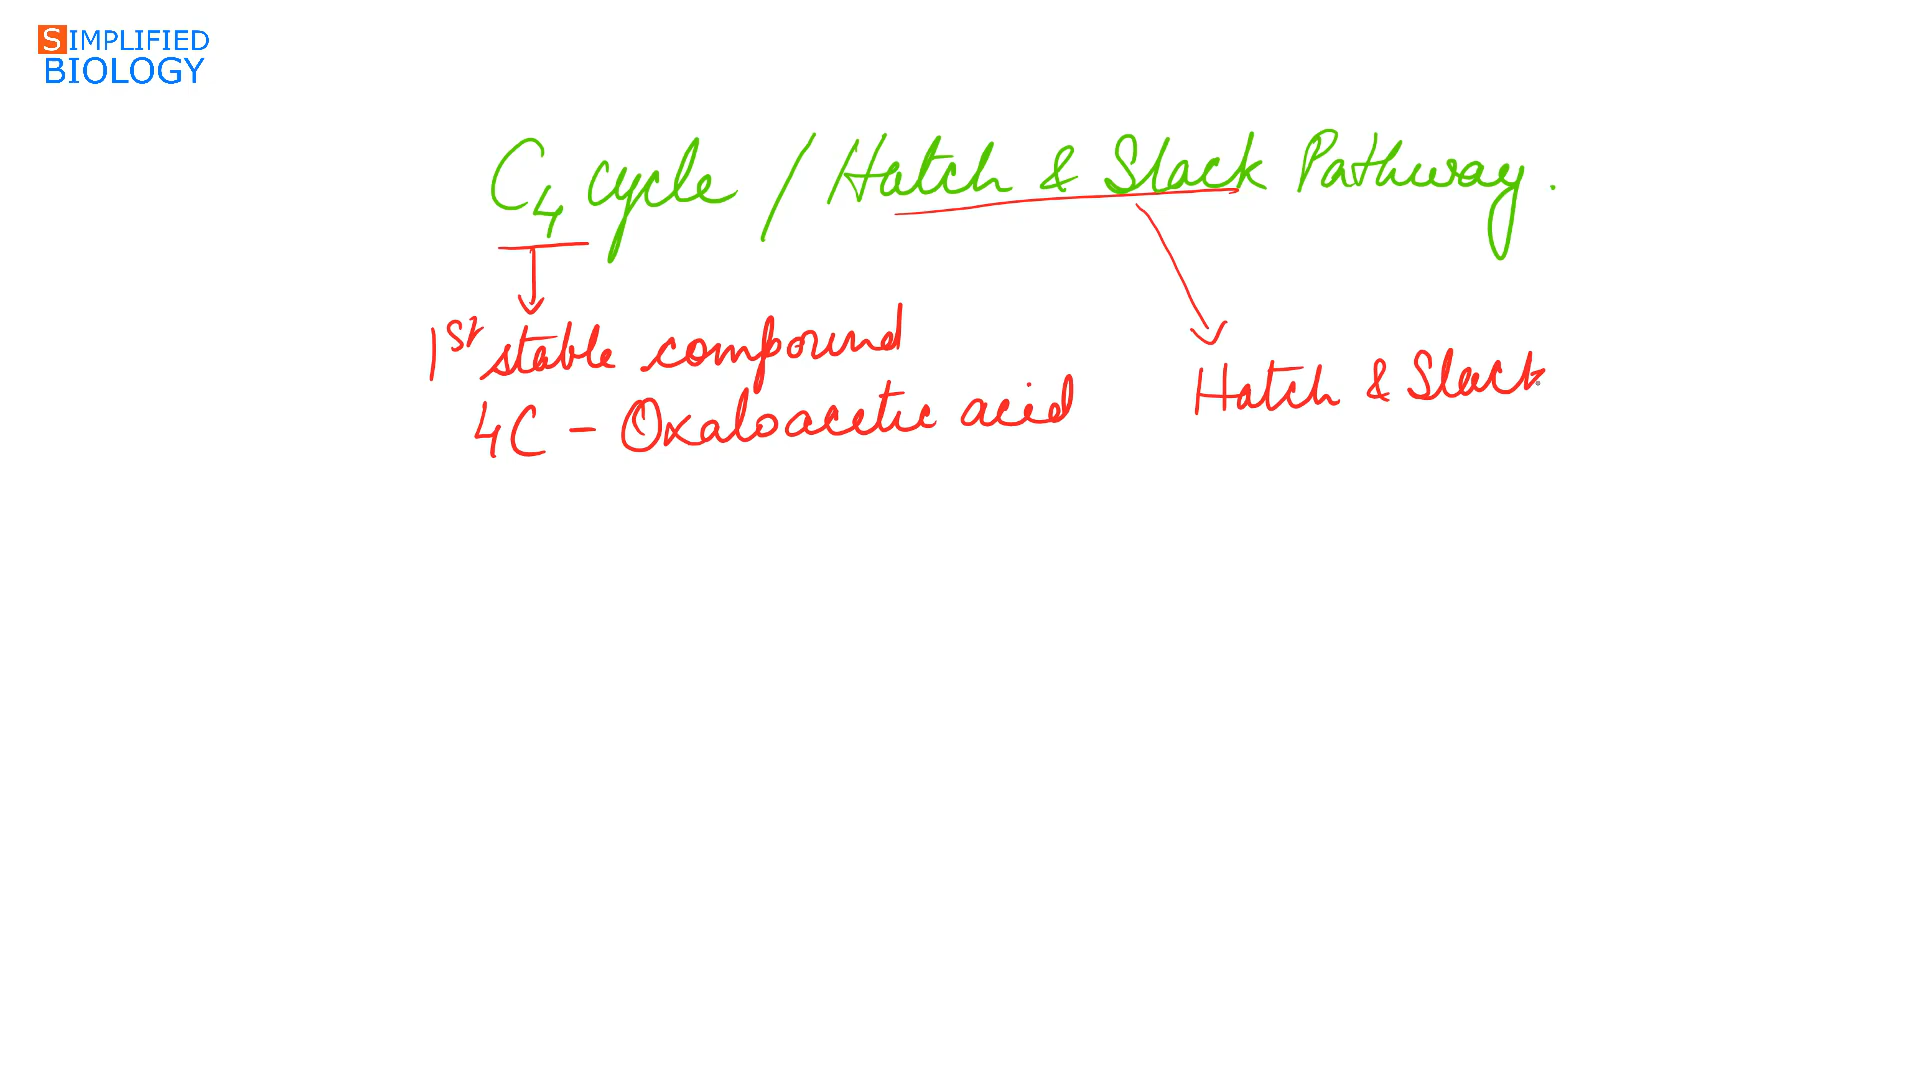 SIMPLIFIED
BIOLOGY
C4 cycle / Hatch & Slack Pathway.
1st stable compound
4C - Oxaloacetic acid
Hatch & Slack